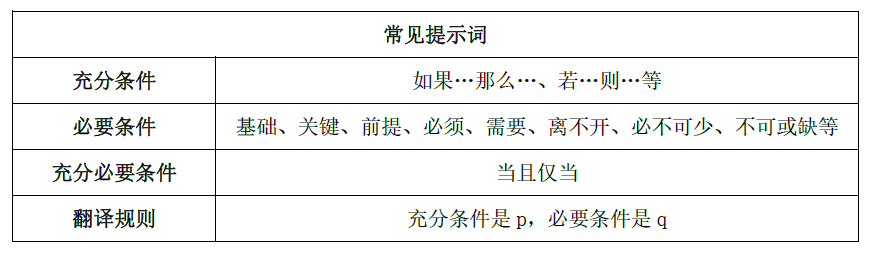 常见提示词
充分条件 如果…那么…、若…则…等
必要条件 基础、关键、前提、必须、需要、离不开、必不可少、不可或缺等
充分必要条件 当且仅当
翻译规则 充分条件是 p，必要条件是 q